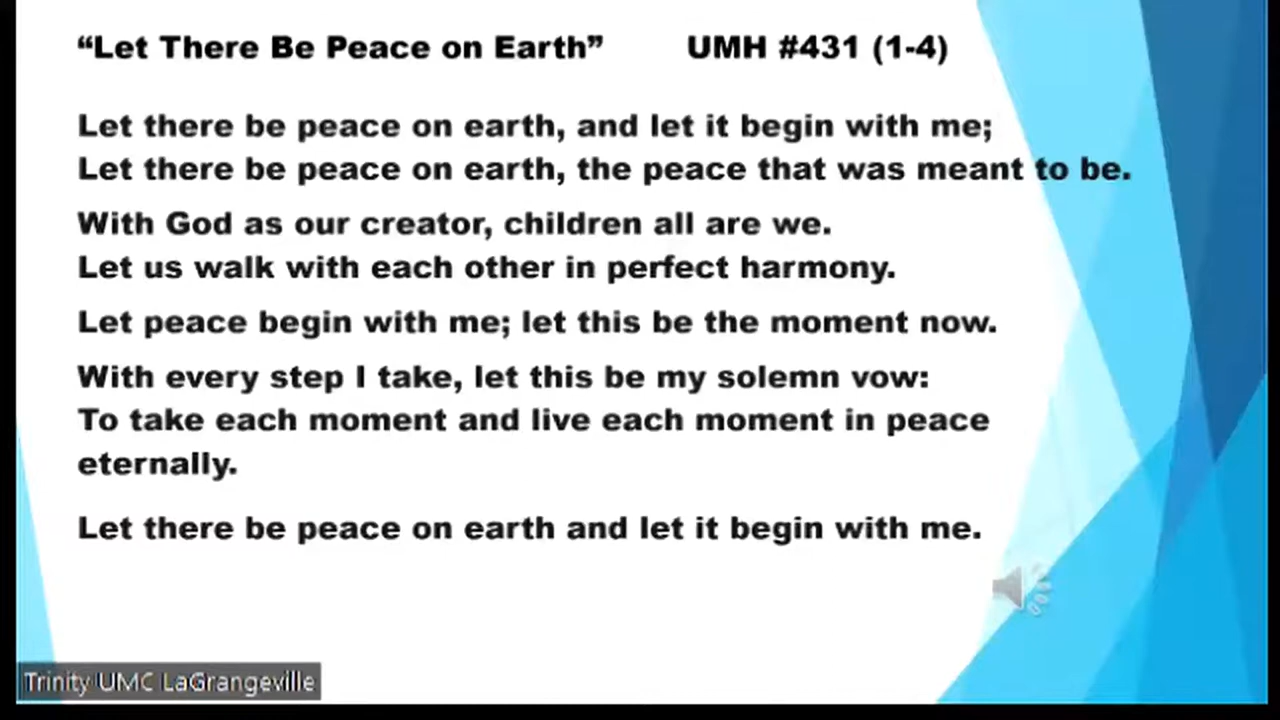 “Let There Be Peace on Earth” UMH #431 (1-4)
Let there be peace on earth, and let it begin with me;
Let there be peace on earth, the peace that was meant to be.
With God as our creator, children all are we.
Let us walk with each other in perfect harmony.
Let peace begin with me; let this be the moment now.
With every step I take, let this be my solemn vow:
To take each moment and live each moment in peace
eternally.
Let there be peace on earth and let it begin with me.
Trinity UMC LaGrangeville